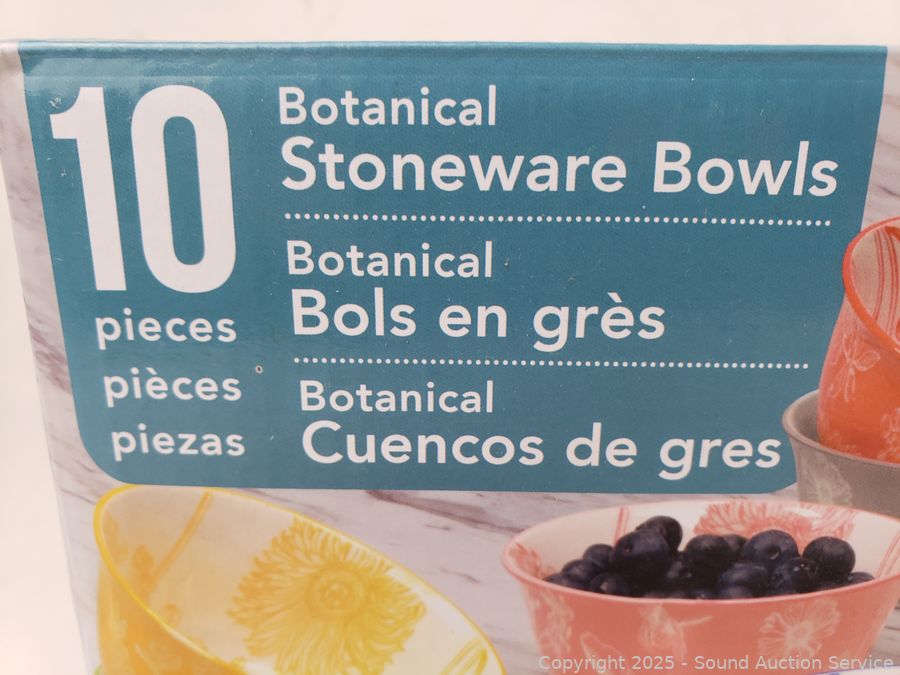 10
pieces
pièces
piezas
Botanical
Stoneware Bowls
Botanical
Bols en grès
Botanical
Cuencos de gres
Copyright 2025 - Sound Auction Service